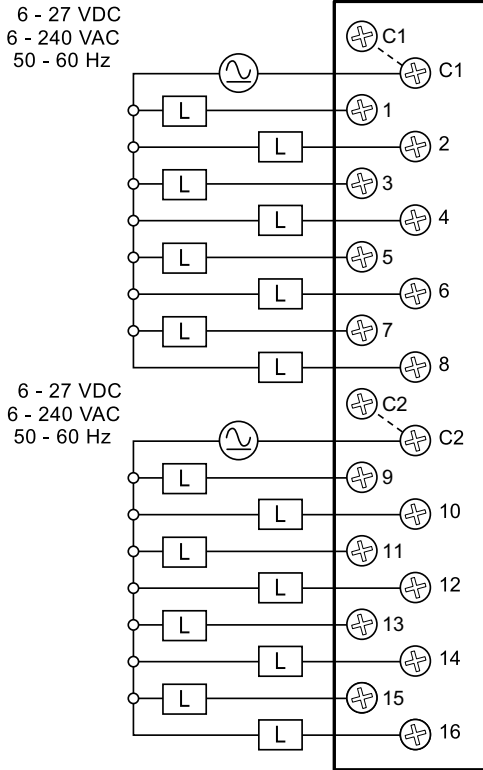 6 - 27 VDC
6 - 240 VAC
50 - 60 Hz
C1
C1
L 1
L 2
L 3
L 4
L 5
L 6
L 7
L 8
6 - 27 VDC
6 - 240 VAC
50 - 60 Hz
C2
C2
L 9
L 10
L 11
L 12
L 13
L 14
L 15
L 16